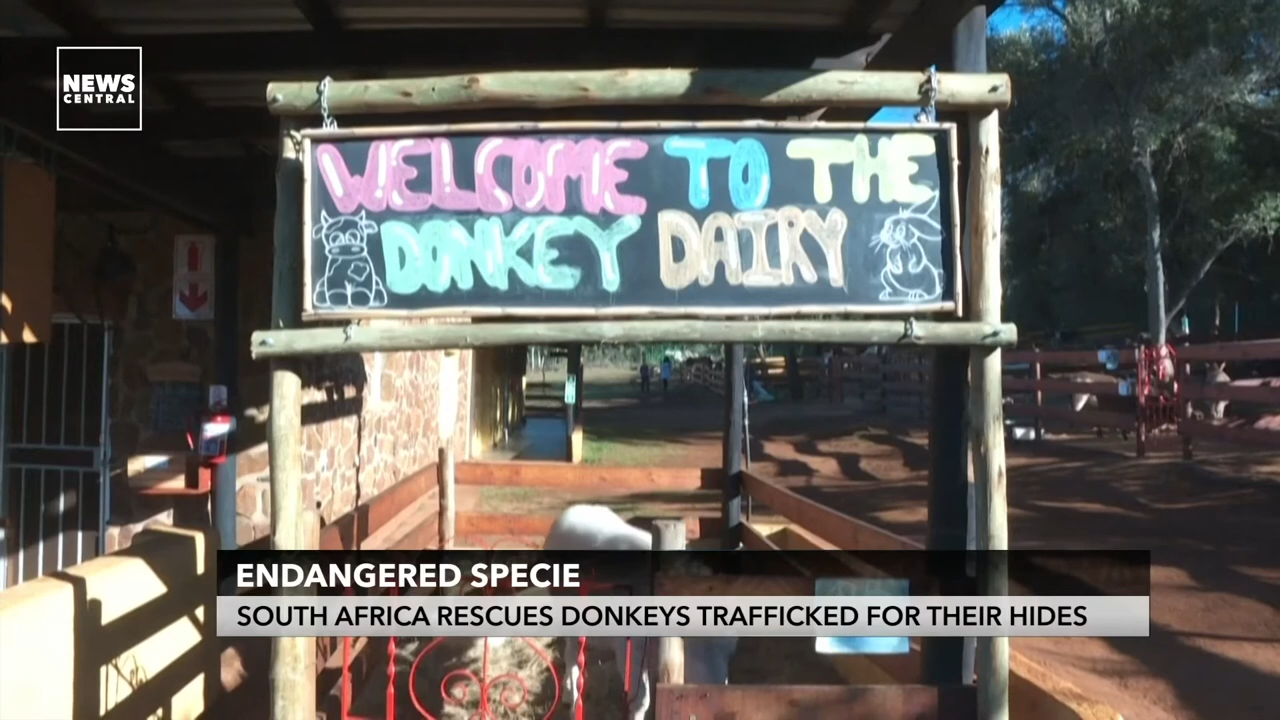 NEWS
CENTRAL
WELCOME TO THE
DONKEY DAIRY
ENDANGERED SPECIE
SOUTH AFRICA RESCUES DONKEYS TRAFFICKED FOR THEIR HIDES